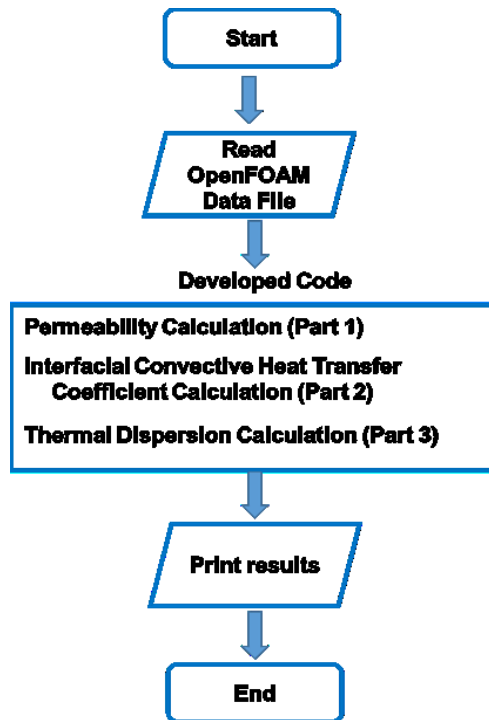 Start
Read
OpenFOAM
Data File
Developed Code
Permeability Calculation (Part 1)
Interfacial Convective Heat Transfer
Coefficient Calculation (Part 2)
Thermal Dispersion Calculation (Part 3)
Print results
End